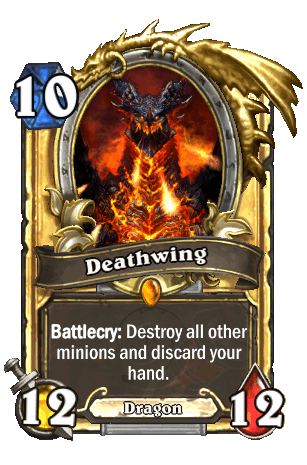 10
Deathwing
Battlecry: Destroy all other
minions and discard your
hand.
12
Dragon
12